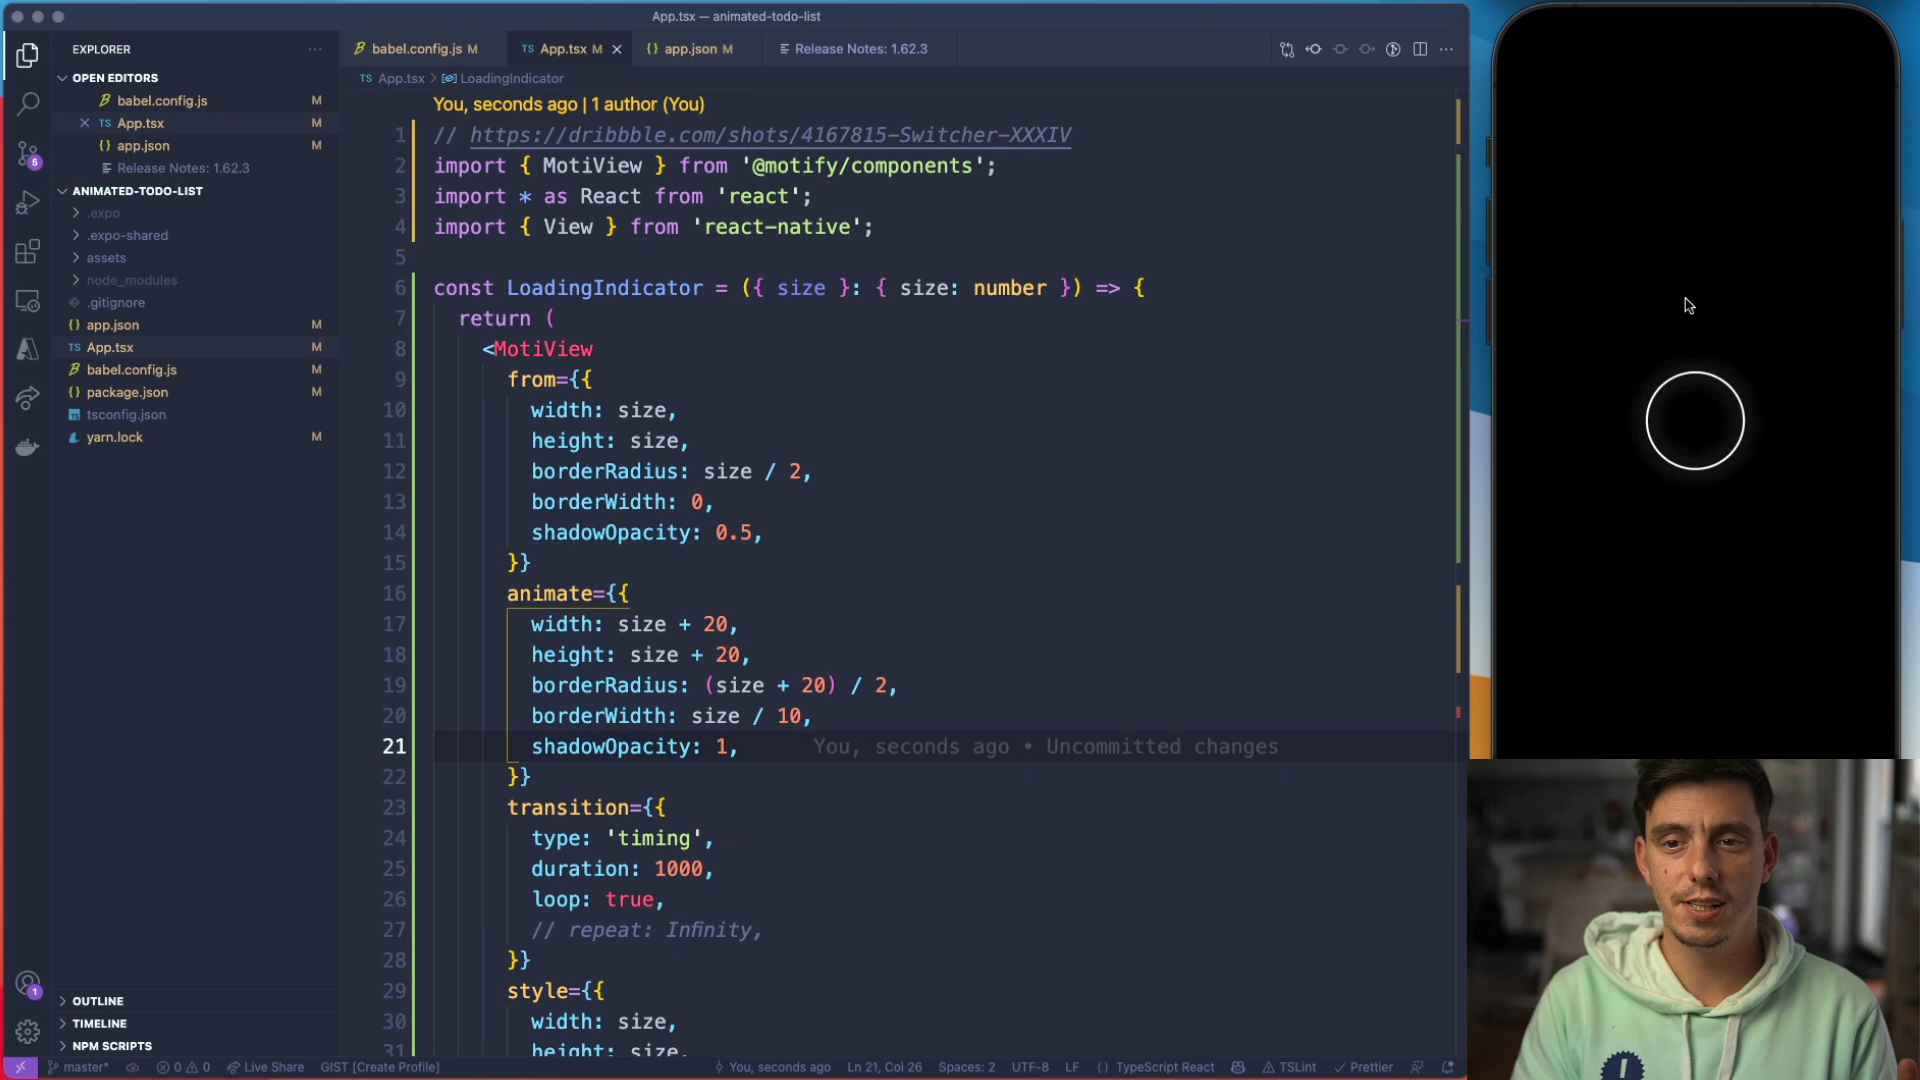 App.tsx — animated-todo-list
EXPLORER
babel.config.js M
TS App.tsx M
{} app.json M
Release Notes: 1.62.3
OPEN EDITORS
TS App.tsx > LoadingIndicator
babel.config.js M
TS App.tsx M
{} app.json M
Release Notes: 1.62.3
ANIMATED-TODO-LIST
.expo
.expo-shared
assets
node_modules
.gitignore
{} app.json M
TS App.tsx M
babel.config.js M
{} package.json M
tsconfig.json
yarn.lock M
OUTLINE
TIMELINE
NPM SCRIPTS
5
1
You, seconds ago | 1 author (You)
1 // https://dribbble.com/shots/4167815-Switcher-XXXIV
2 import { MotiView } from '@motify/components';
3 import * as React from 'react';
4 import { View } from 'react-native';
5
6 const LoadingIndicator = ({ size }: { size: number }) => {
7 return (
8 <MotiView
9 from={{
10 width: size,
11 height: size,
12 borderRadius: size / 2,
13 borderWidth: 0,
14 shadowOpacity: 0.5,
15 }}
16 animate={{
17 width: size + 20,
18 height: size + 20,
19 borderRadius: (size + 20) / 2,
20 borderWidth: size / 10,
21 shadowOpacity: 1, You, seconds ago • Uncommitted changes
22 }}
23 transition={{
24 type: 'timing',
25 duration: 1000,
26 loop: true,
27 // repeat: Infinity,
28 }}
29 style={{
30 width: size,
31 height: size,
master* 0 0 Live Share GIST [Create Profile] You, seconds ago Ln 21, Col 26 Spaces: 2 UTF-8 LF {} TypeScript React TSLint Prettier